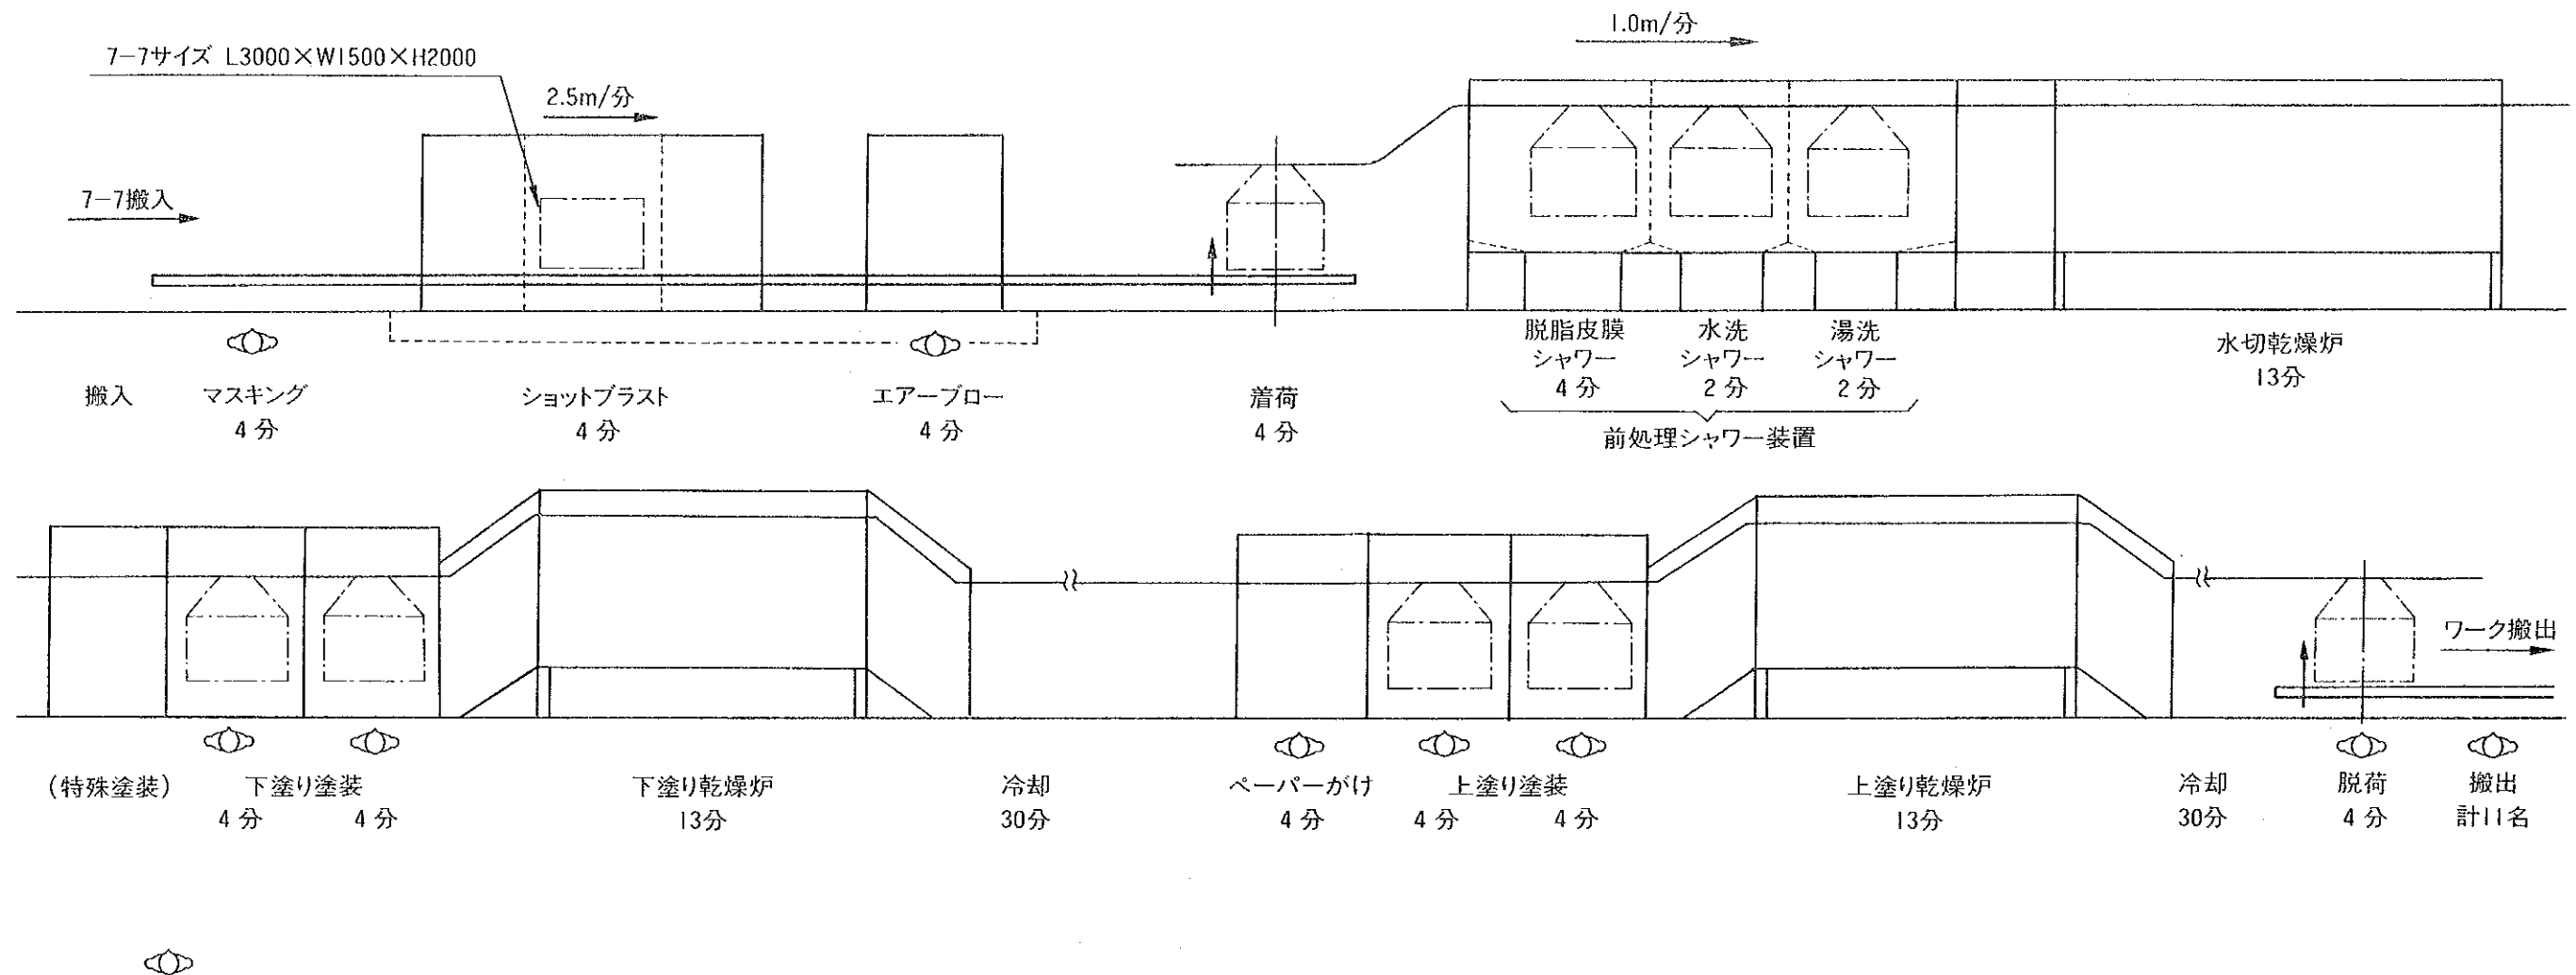 7-7サイズ L3000×W1500×H2000
2.5m/分
1.0m/分
7-7搬入
搬入
マスキング
4分
ショットブラスト
4分
エアーブロー
4分
着荷
4分
脱脂皮膜
シャワー
4分
水洗
シャワー
2分
湯洗
シャワー
2分
前処理シャワー装置
水切乾燥炉
13分
ワーク搬出
(特殊塗装)
下塗り塗装
4分 4分
下塗り乾燥炉
13分
冷却
30分
ペーパーがけ
4分
上塗り塗装
4分 4分
上塗り乾燥炉
13分
冷却
30分
脱荷
4分
搬出
計11名